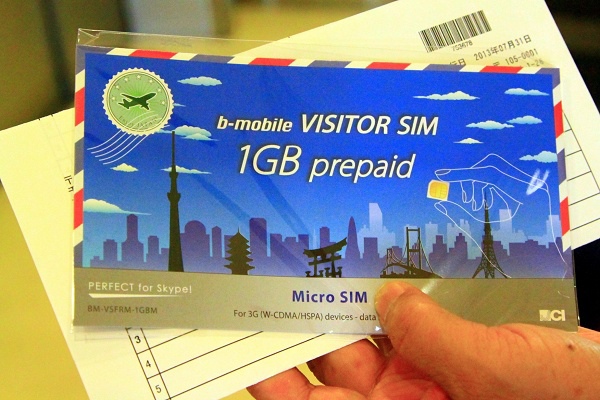 703678
2013年07月31日
105-0001
b-mobile VISITOR SIM
1GB prepaid
PERFECT for Skype!
Micro SIM
BM-VSFRM-1GBM
For 3G (W-CDMA/HSPA) devices - data
3
4
5